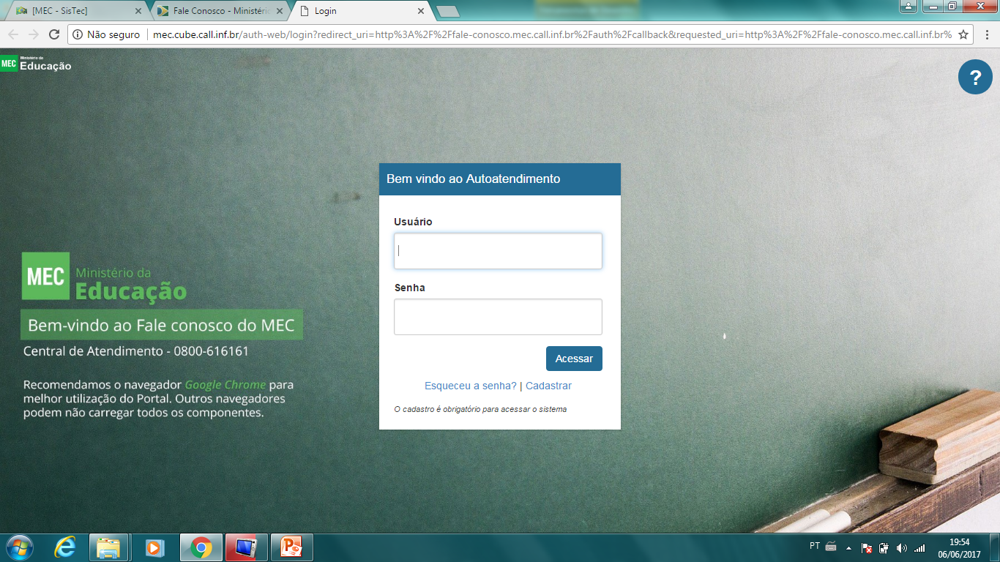 [MEC - SisTec]
Fale Conosco - Ministéri
Login
Não seguro
mec.cube.call.inf.br/auth-web/login?redirect_uri=http%3A%2F%2Ffale-conosco.mec.call.inf.br%2Fauth%2Fcallback&requested_uri=http%3A%2F%2Ffale-conosco.mec.call.inf.br%
MEC
Ministério da
Educação
?
Bem vindo ao Autoatendimento
Usuário
Senha
Acessar
Esqueceu a senha? | Cadastrar
O cadastro é obrigatório para acessar o sistema
MEC
Ministério da
Educação
Bem-vindo ao Fale conosco do MEC
Central de Atendimento - 0800-616161
Recomendamos o navegador Google Chrome para
melhor utilização do Portal. Outros navegadores
podem não carregar todos os componentes.
PT
19:54
06/06/2017